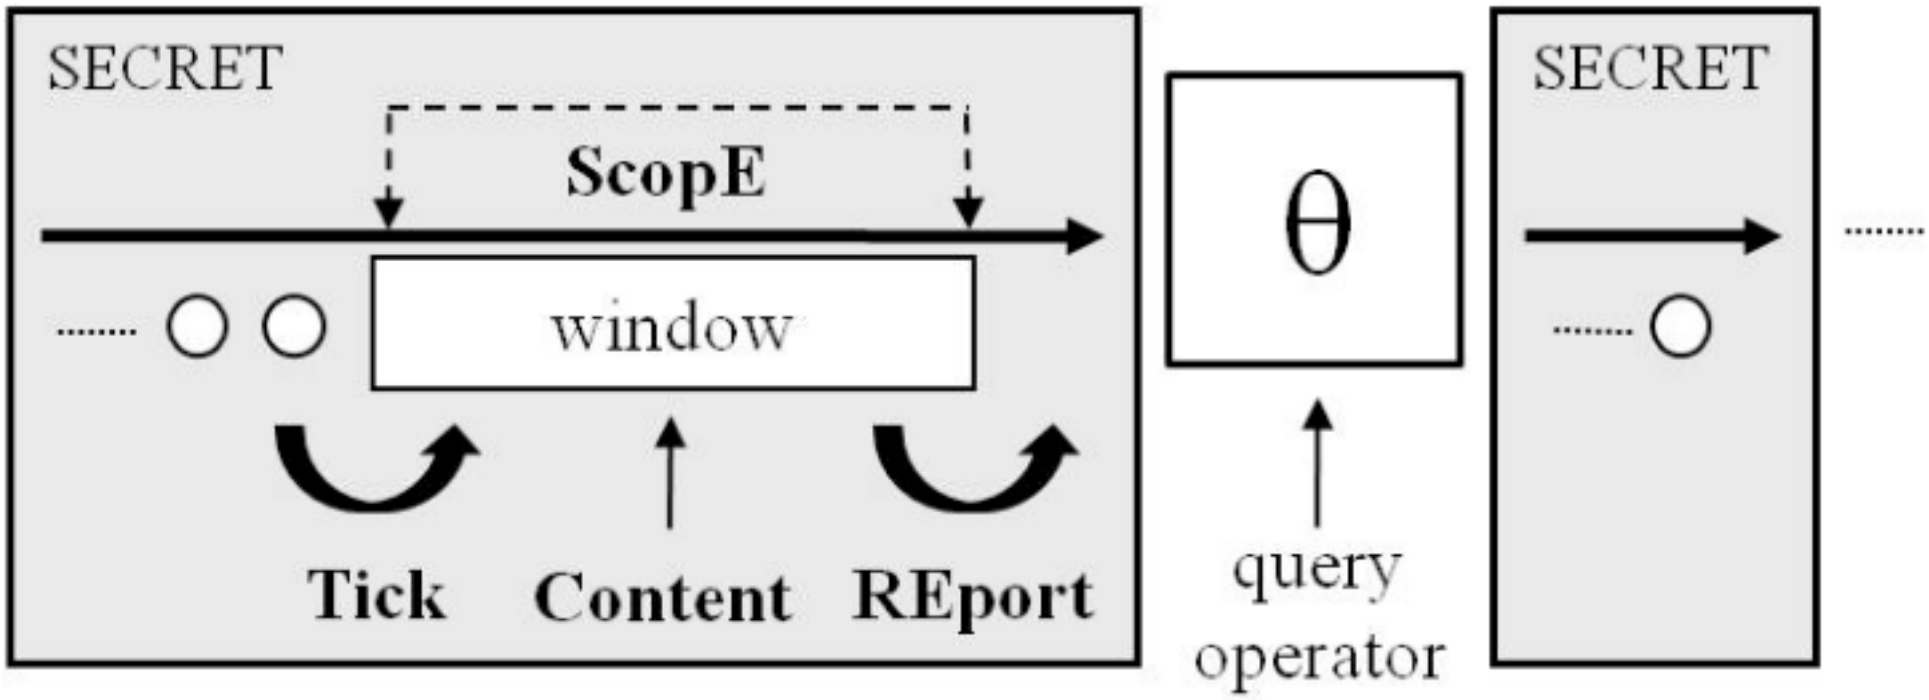 SECRET
ScopE
window
Tick Content REport
θ
query
operator
SECRET